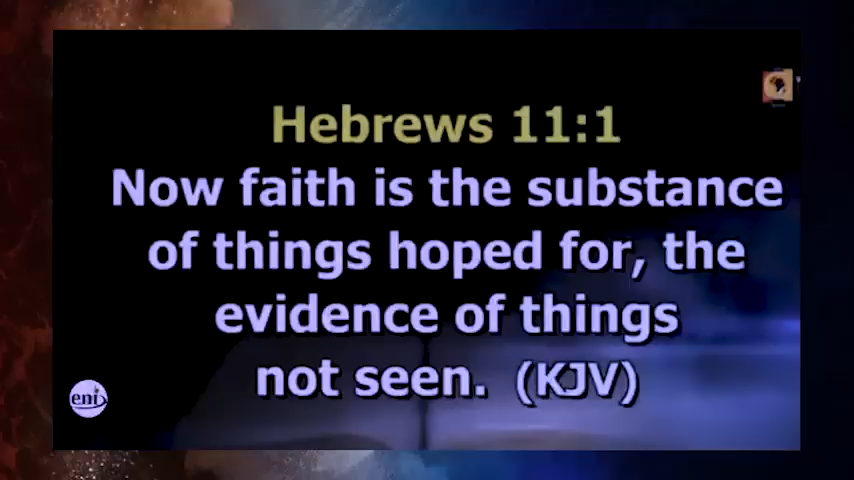 Hebrews 11:1
Now faith is the substance
of things hoped for, the
evidence of things
not seen. (KJV)
eni